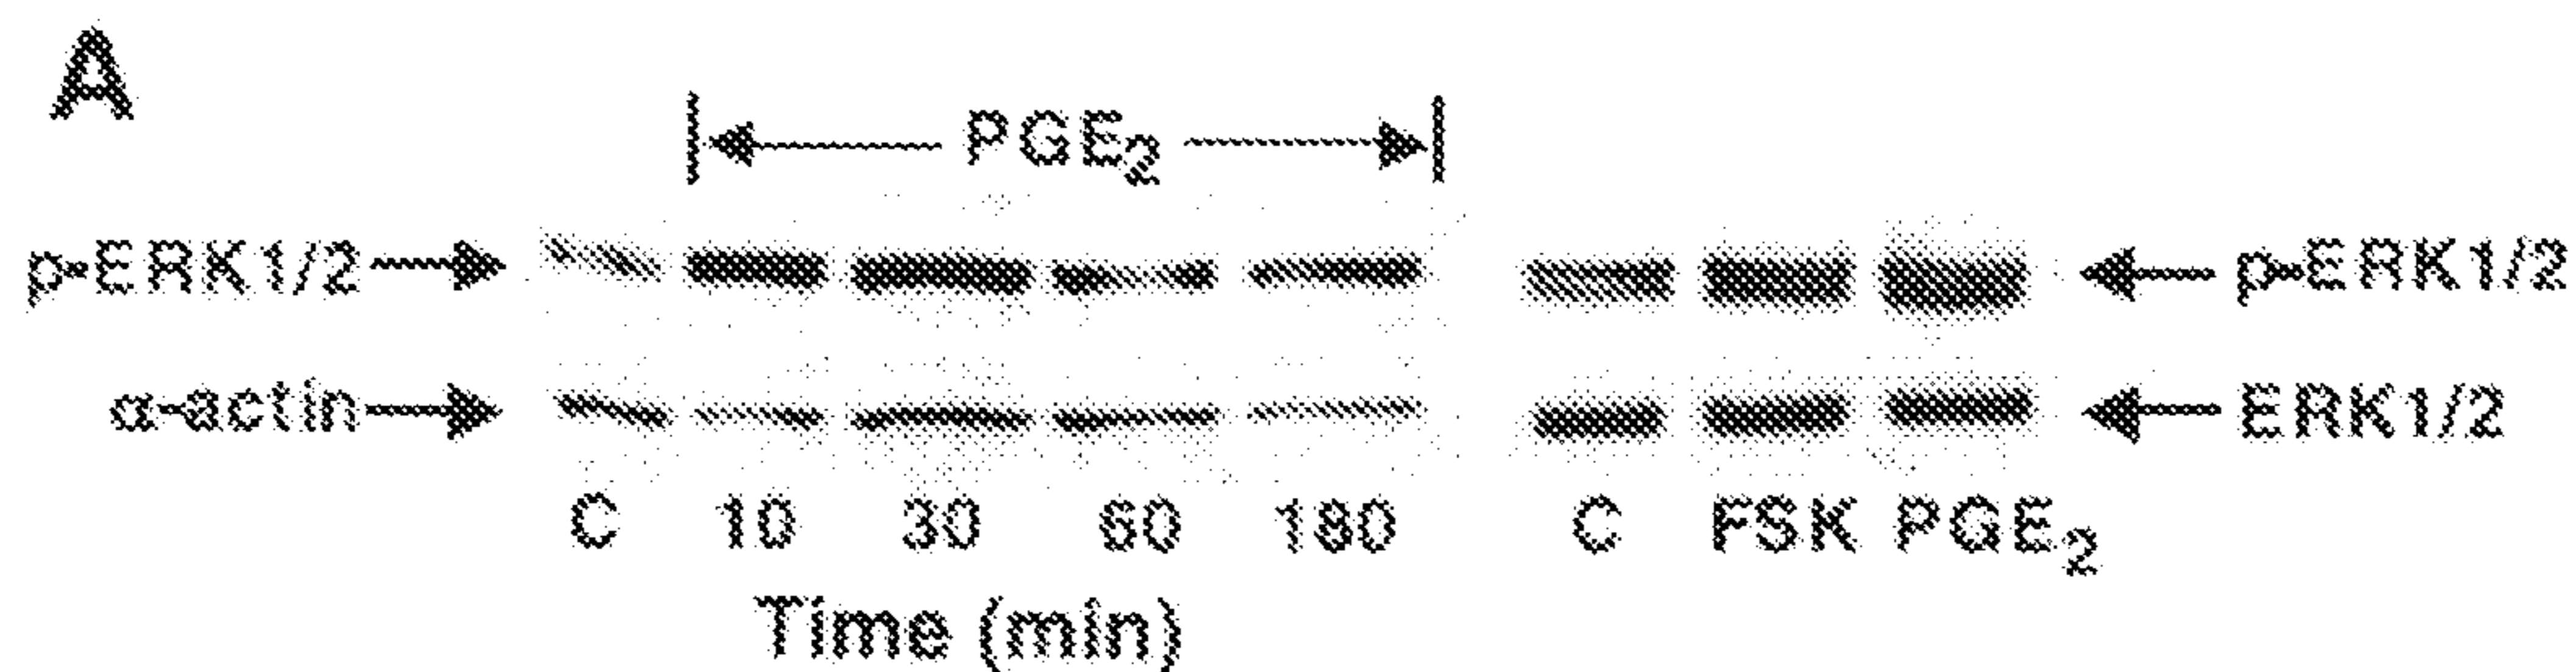 A
PGE2
p-ERK1/2 p-ERK1/2
α-actin ERK1/2
C 10 30 60 180 C FSK PGE2
Time (min)